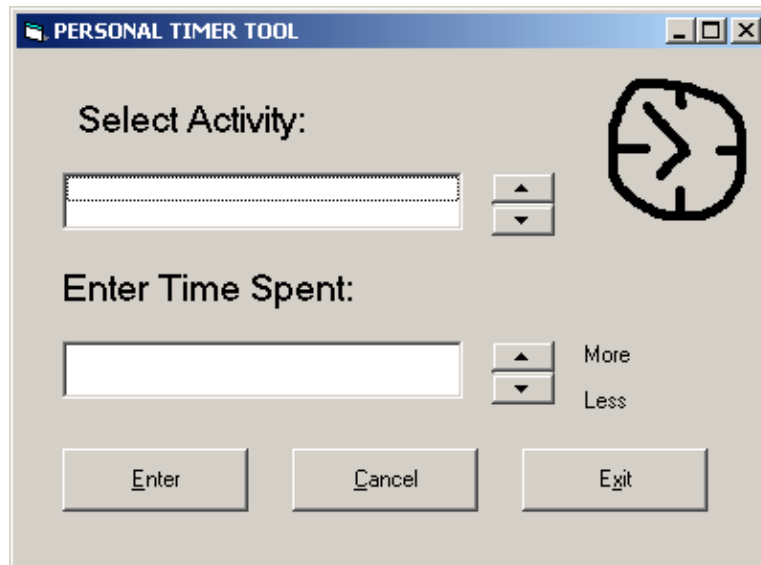 PERSONAL TIMER TOOL
Select Activity:
Enter Time Spent:
More
Less
Enter
Cancel
Exit